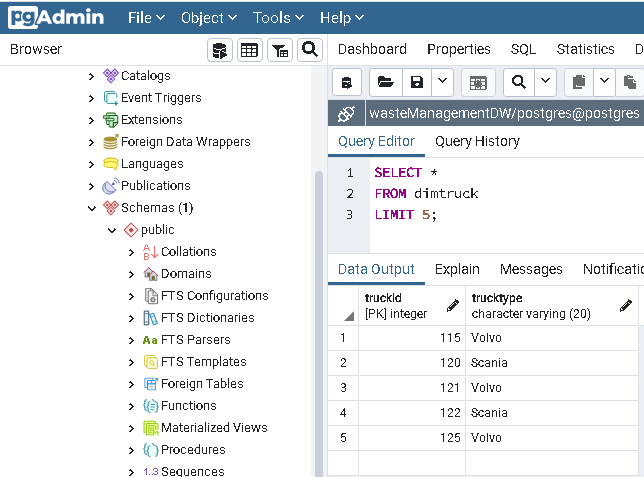 pgAdmin File Object Tools Help
Browser
Dashboard Properties SQL Statistics D
Catalogs
Event Triggers
Extensions
Foreign Data Wrappers
Languages
Publications
Schemas (1)
public
Collations
Domains
FTS Configurations
FTS Dictionaries
FTS Parsers
FTS Templates
Foreign Tables
Functions
Materialized Views
Procedures
1.3 Sequences
wasteManagementDW/postgres@postgres
Query Editor Query History
1 SELECT *
2 FROM dimtruck
3 LIMIT 5;
Data Output Explain Messages Notificatio
truckid trucktype
[PK] integer character varying (20)
1 115 Volvo
2 120 Scania
3 121 Volvo
4 122 Scania
5 125 Volvo